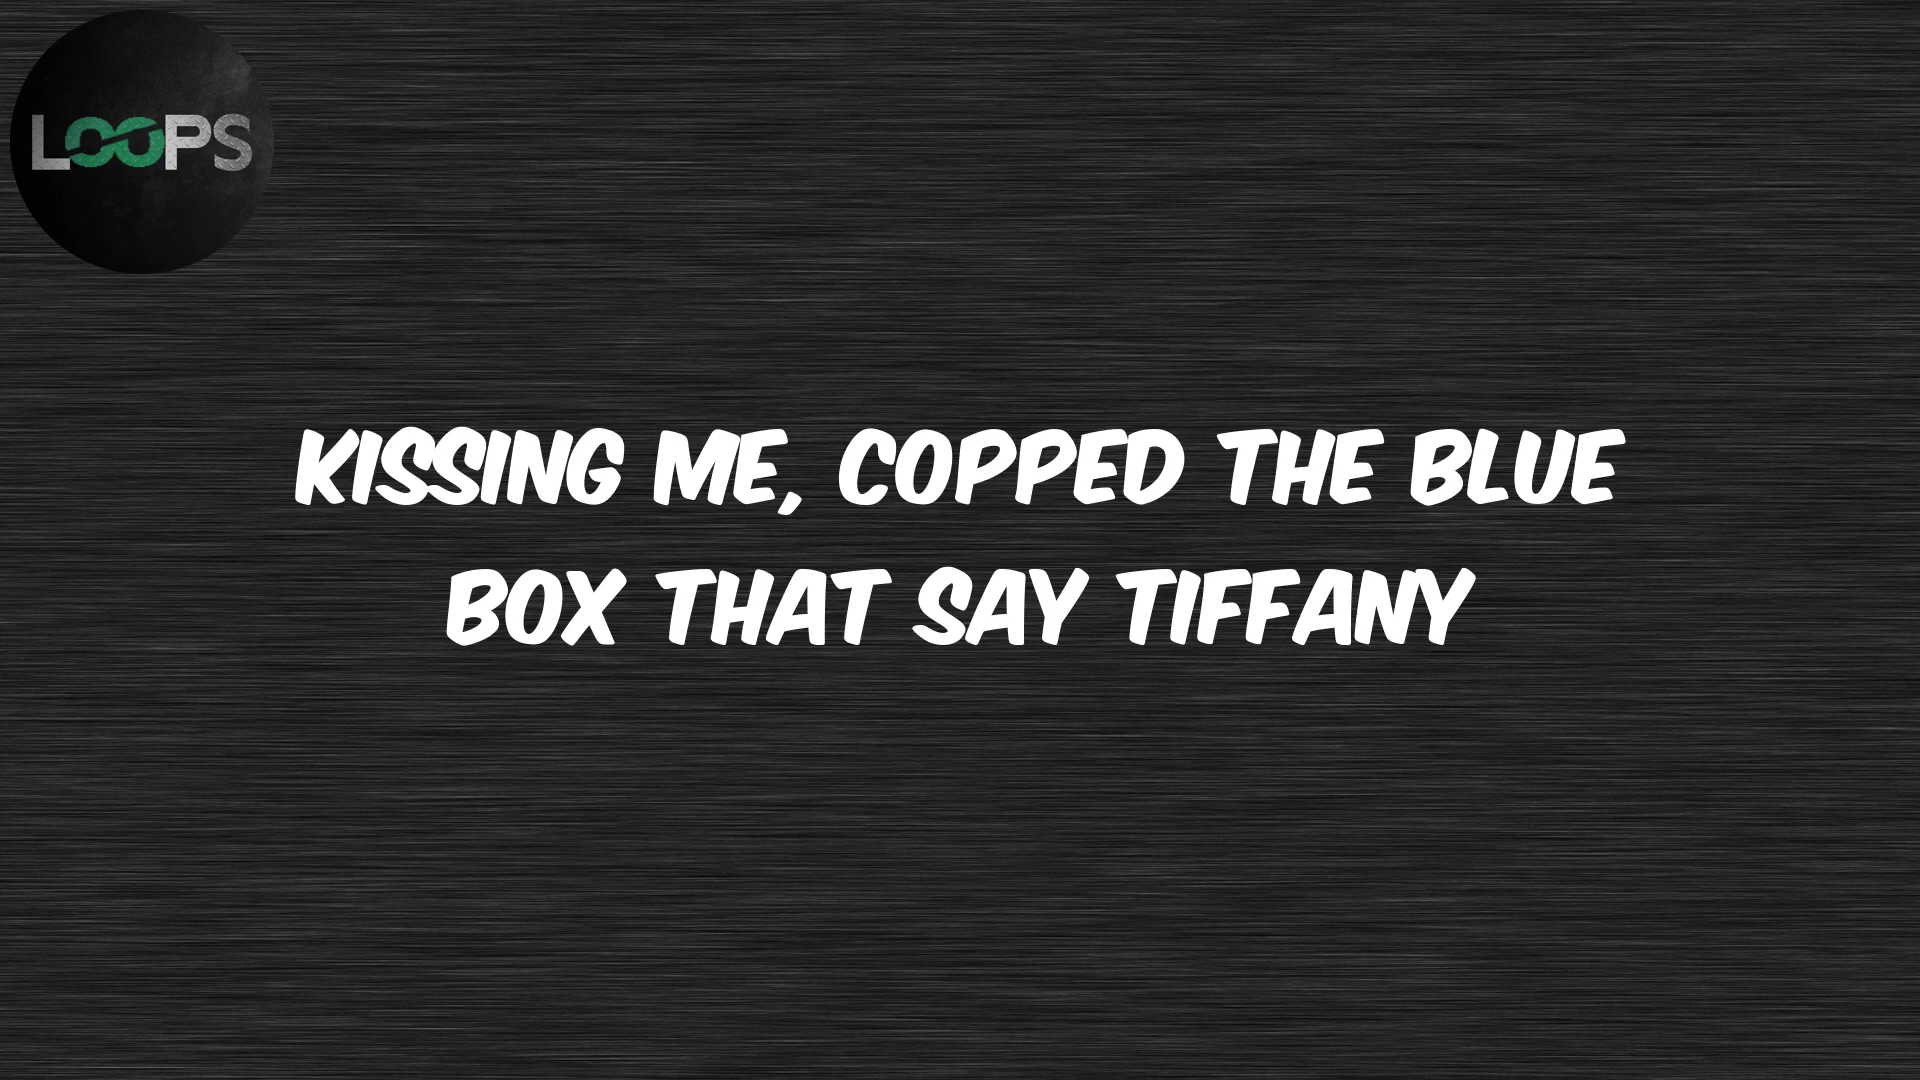 LOOPS
KISSING ME, COPPED THE BLUE
BOX THAT SAY TIFFANY